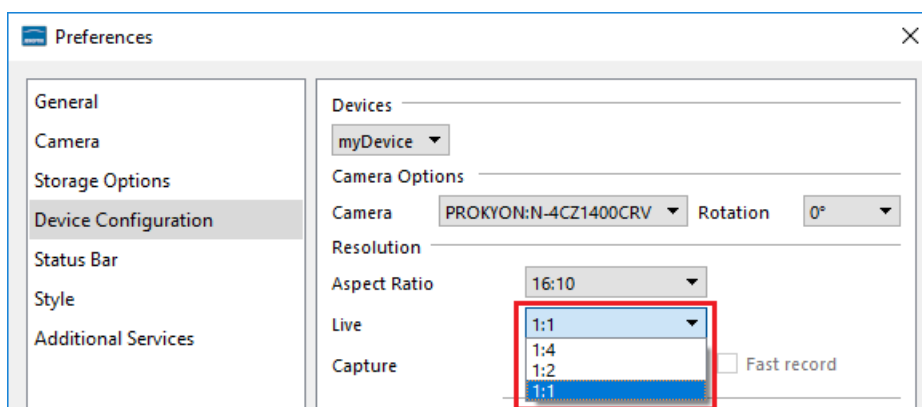 Preferences
General
Camera
Storage Options
Device Configuration
Status Bar
Style
Additional Services
Devices
myDevice
Camera Options
Camera PROKYON:N-4CZ1400CRV Rotation 0°
Resolution
Aspect Ratio 16:10
Live 1:1
1:4
1:2
1:1
Capture Fast record